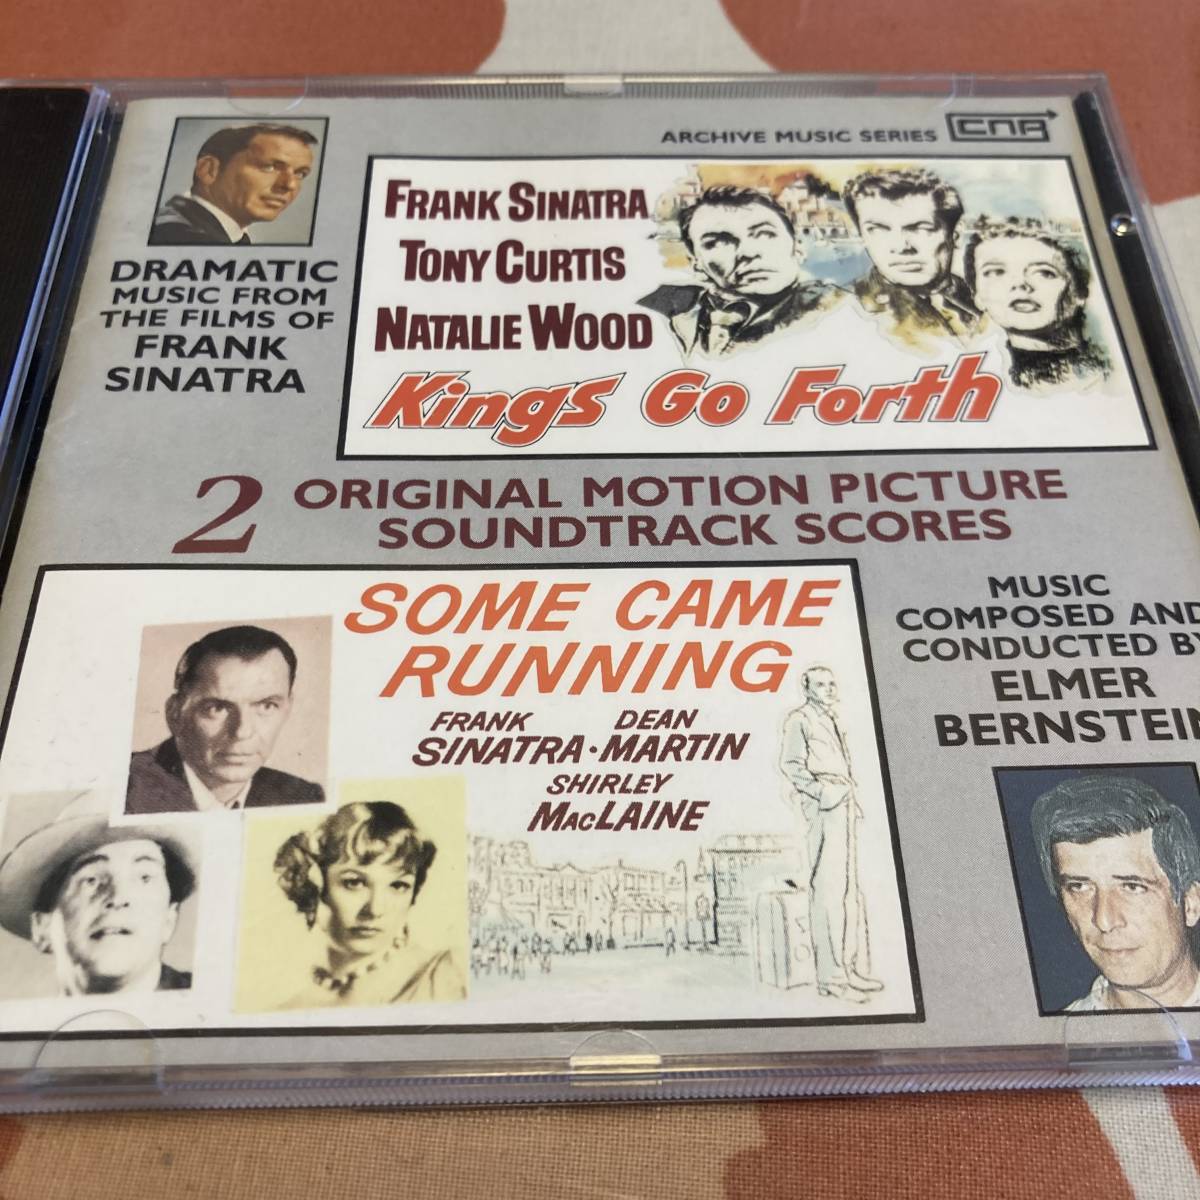 ARCHIVE MUSIC SERIES CNR
DRAMATIC
MUSIC FROM
THE FILMS OF
FRANK
SINATRA
FRANK SINATRA
TONY CURTIS
NATALIE WOOD
Kings Go Forth
2 ORIGINAL MOTION PICTURE
SOUNDTRACK SCORES
SOME CAME
RUNNING
FRANK
SINATRA ·
DEAN
MARTIN
SHIRLEY
MACLAINE
MUSIC
COMPOSED AND
CONDUCTED BY
ELMER
BERNSTEIN